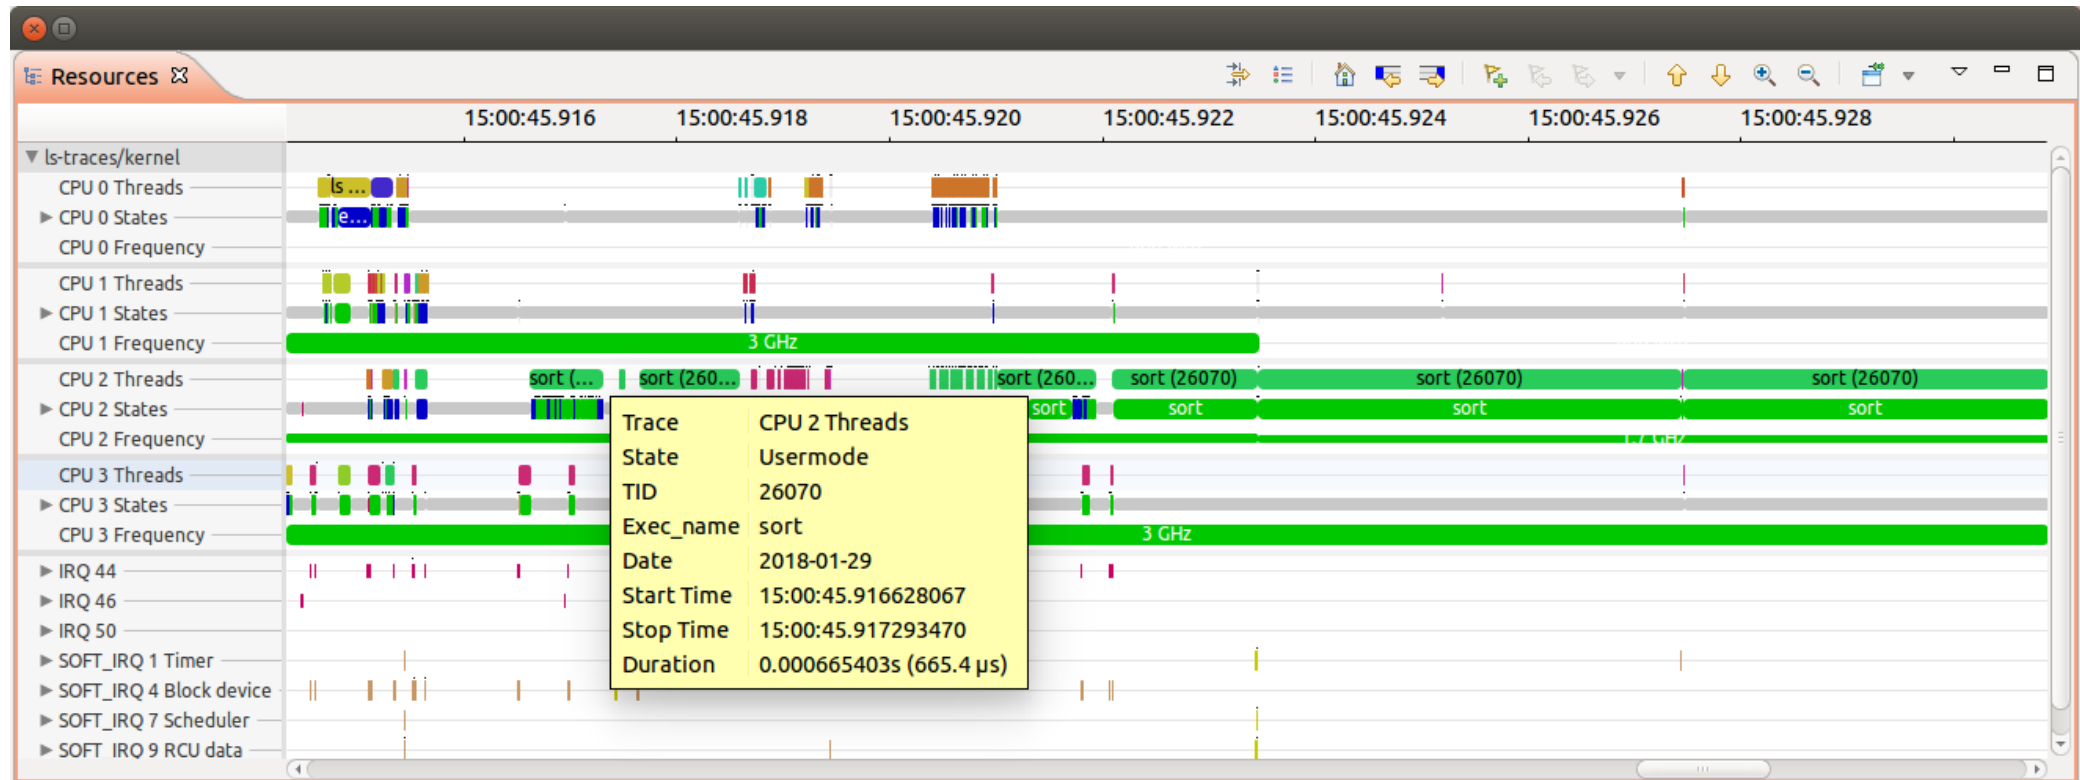 Resources
15:00:45.916 15:00:45.918 15:00:45.920 15:00:45.922 15:00:45.924 15:00:45.926 15:00:45.928
ls-traces/kernel
CPU 0 Threads ls ...
CPU 0 States e...
CPU 0 Frequency
CPU 1 Threads
CPU 1 States
CPU 1 Frequency 3 GHz
CPU 2 Threads sort (... sort (260... sort (260... sort (26070) sort (26070) sort (26070)
CPU 2 States sort sort sort sort
CPU 2 Frequency 1.7 GHz
CPU 3 Threads
CPU 3 States
CPU 3 Frequency 3 GHz
IRQ 44
IRQ 46
IRQ 50
SOFT_IRQ 1 Timer
SOFT_IRQ 4 Block device
SOFT_IRQ 7 Scheduler
SOFT_IRQ 9 RCU data
Trace CPU 2 Threads
State Usermode
TID 26070
Exec_name sort
Date 2018-01-29
Start Time 15:00:45.916628067
Stop Time 15:00:45.917293470
Duration 0.000665403s (665.4 µs)